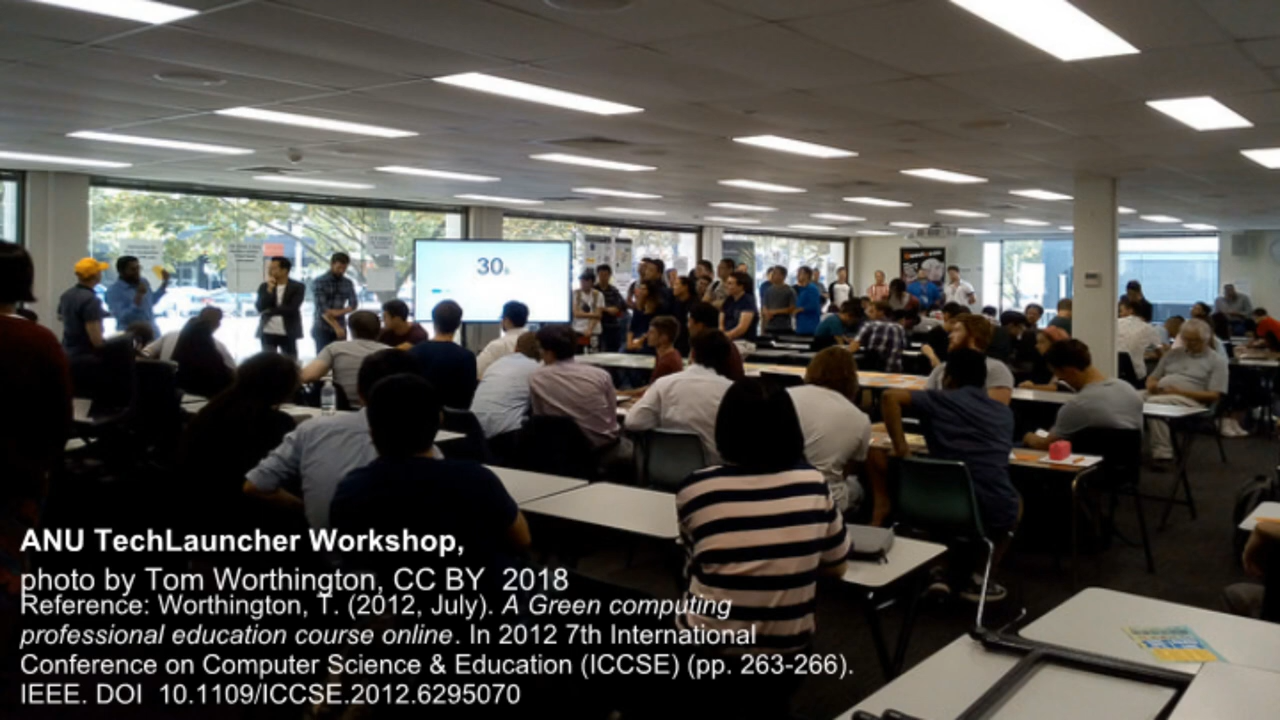 30s
ANU TechLauncher Workshop,
photo by Tom Worthington, CC BY  2018
Reference: Worthington, T. (2012, July). A Green computing
professional education course online. In 2012 7th International
Conference on Computer Science & Education (ICCSE) (pp. 263-266).
IEEE. DOI  10.1109/ICCSE.2012.6295070